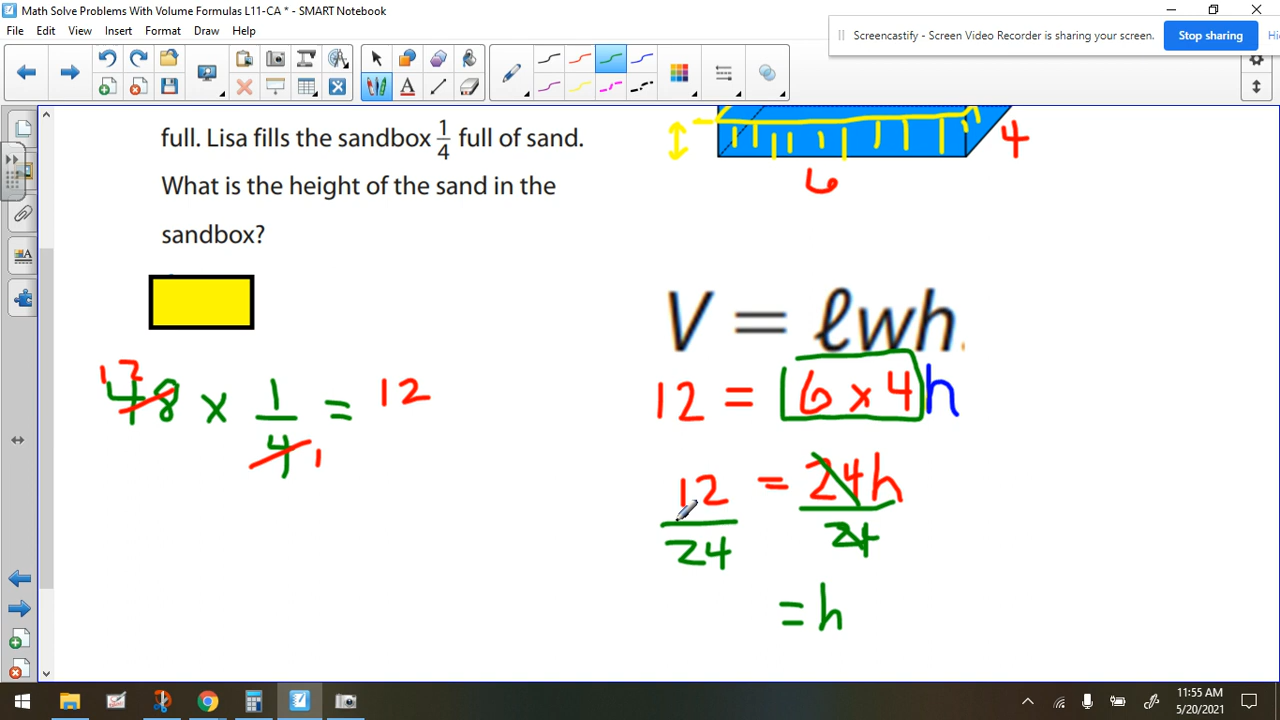 Math Solve Problems With Volume Formulas L11-CA * - SMART Notebook
File Edit View Insert Format Tools Draw Help
Screencastify - Screen Video Recorder is sharing your screen.
Stop sharing
full. Lisa fills the sandbox 1/4 full of sand.
What is the height of the sand in the
sandbox?
4
6
V = ℓwh.
12 = 6 x 4 h
12 = 24h
24 24
= h
12 1
48 x 1/4 = 12
11:55 AM
5/20/2021